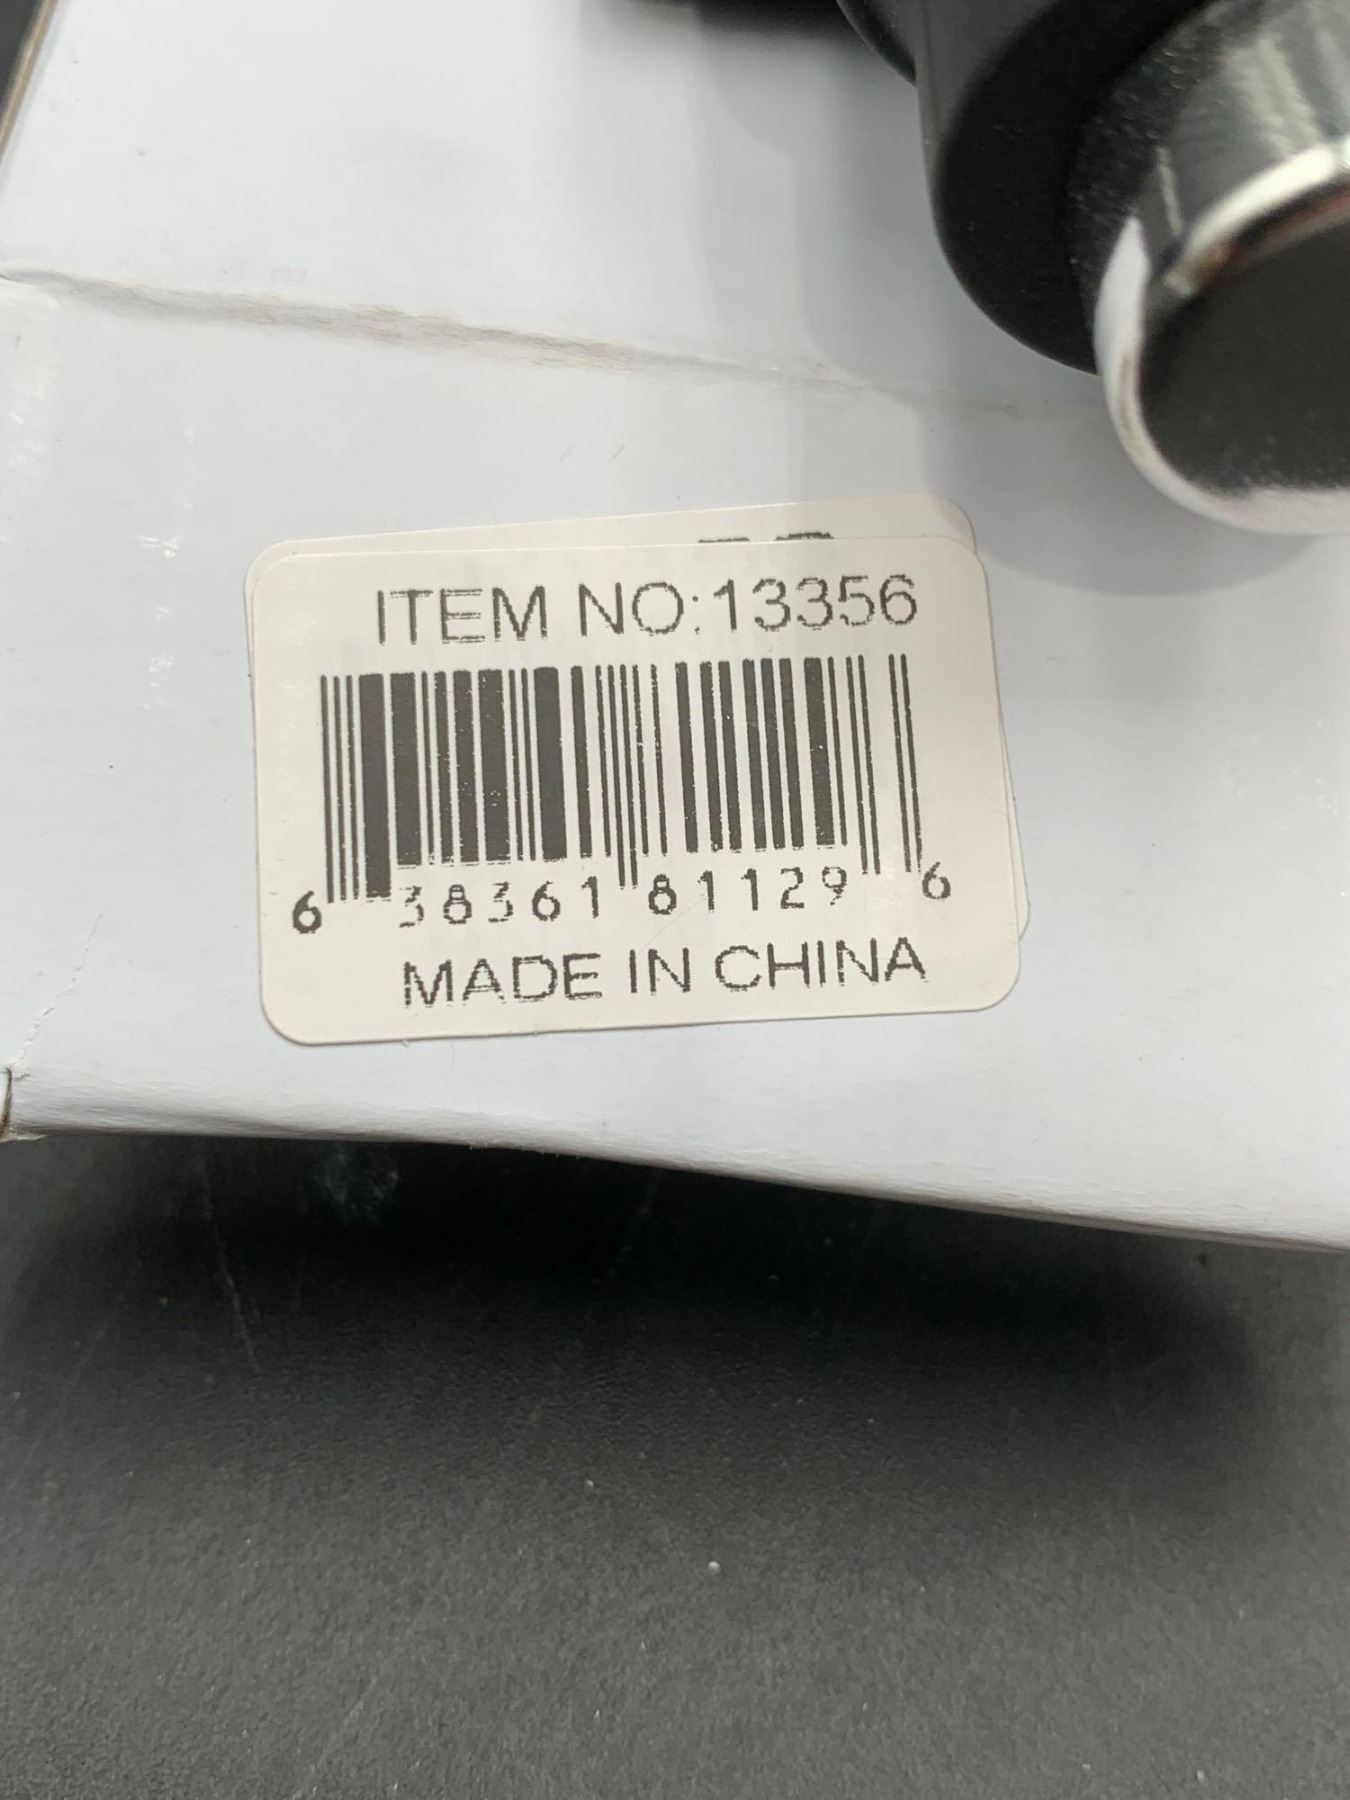 ITEM NO:13356
6 38361 81129 6
MADE IN CHINA